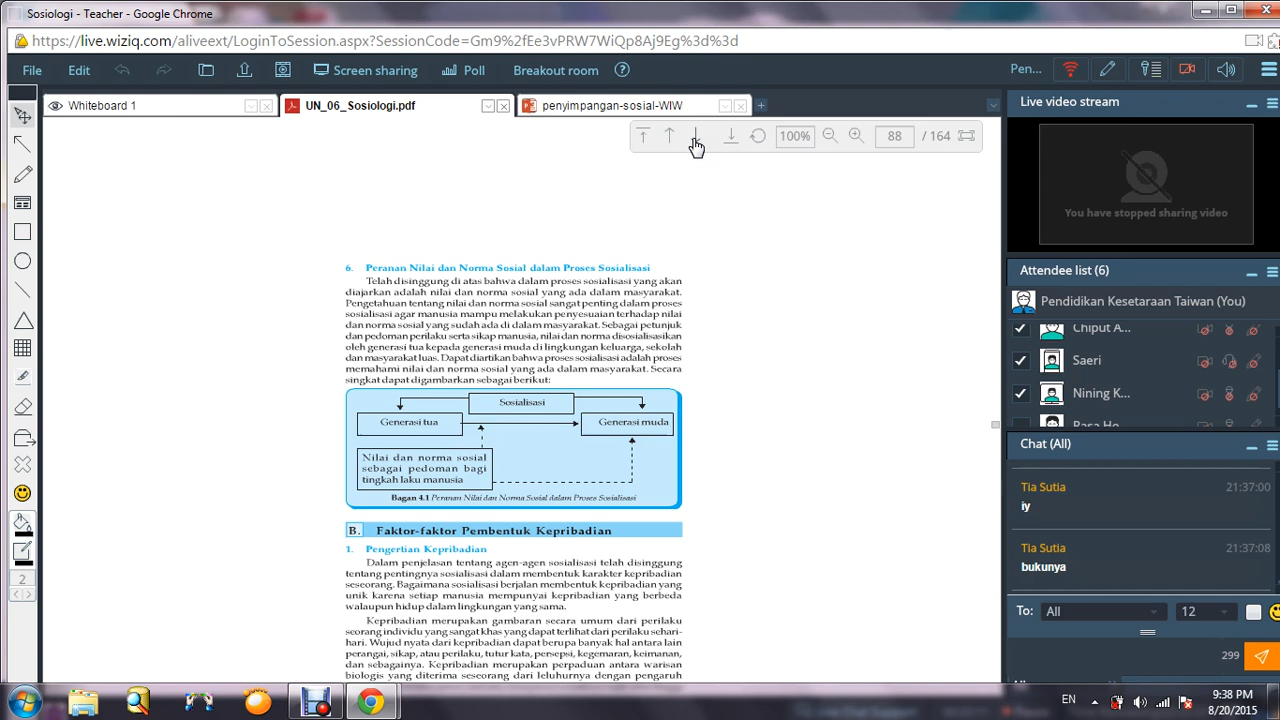 Sosiologi - Teacher - Google Chrome
https://live.wiziq.com/aliveext/LoginToSession.aspx?SessionCode=Gm9%2fEe3vPRW7WiQp8Aj9Eg%3d%3d
File Edit Screen sharing Poll Breakout room ? Pen...
Whiteboard 1 UN_06_Sosiologi.pdf penyimpangan-sosial-WIW
100% 88 / 164
Live video stream
You have stopped sharing video
Attendee list (6)
Pendidikan Kesetaraan Taiwan (You)
Chiput A...
Saeri
Nining K...
Rasa Ho
Chat (All)
Tia Sutia 21:37:00
iy
Tia Sutia 21:37:08
bukunya
To: All 12
299
6. Peranan Nilai dan Norma Sosial dalam Proses Sosialisasi
Telah disinggung di atas bahwa dalam proses sosialisasi yang akan
diajarkan adalah nilai dan norma sosial yang ada dalam masyarakat.
Pengetahuan tentang nilai dan norma sosial sangat penting dalam proses
sosialisasi agar manusia mampu melakukan penyesuaian terhadap nilai
dan norma sosial yang sudah ada di dalam masyarakat. Sebagai petunjuk
dan pedoman perilaku serta sikap manusia, nilai dan norma disosialisasikan
oleh generasi tua kepada generasi muda di lingkungan keluarga, sekolah
dan masyarakat luas. Dapat diartikan bahwa proses sosialisasi adalah proses
memahami nilai dan norma sosial yang ada dalam masyarakat. Secara
singkat dapat digambarkan sebagai berikut:
Sosialisasi
Generasi tua Generasi muda
Nilai dan norma sosial
sebagai pedoman bagi
tingkah laku manusia
Bagan 4.1 Peranan Nilai dan Norma Sosial dalam Proses Sosialisasi
B. Faktor-faktor Pembentuk Kepribadian
1. Pengertian Kepribadian
Dalam penjelasan tentang agen-agen sosialisasi telah disinggung
tentang pentingnya sosialisasi dalam membentuk karakter kepribadian
seseorang. Bagaimana sosialisasi berjalan membentuk kepribadian yang
unik karena setiap manusia mempunyai kepribadian yang berbeda
walaupun hidup dalam lingkungan yang sama.
Kepribadian merupakan gambaran secara umum dari perilaku
seorang individu yang sangat khas yang dapat terlihat dari perilaku sehari-
hari. Wujud nyata dari kepribadian dapat berupa banyak hal antara lain
perangai, sikap, atau perilaku, tutur kata, persepsi, kegemaran, keimanan,
dan sebagainya. Kepribadian merupakan perpaduan antara warisan
biologis yang diterima seseorang dari leluhurnya dengan pengaruh
2
EN
9:38 PM
8/20/2015